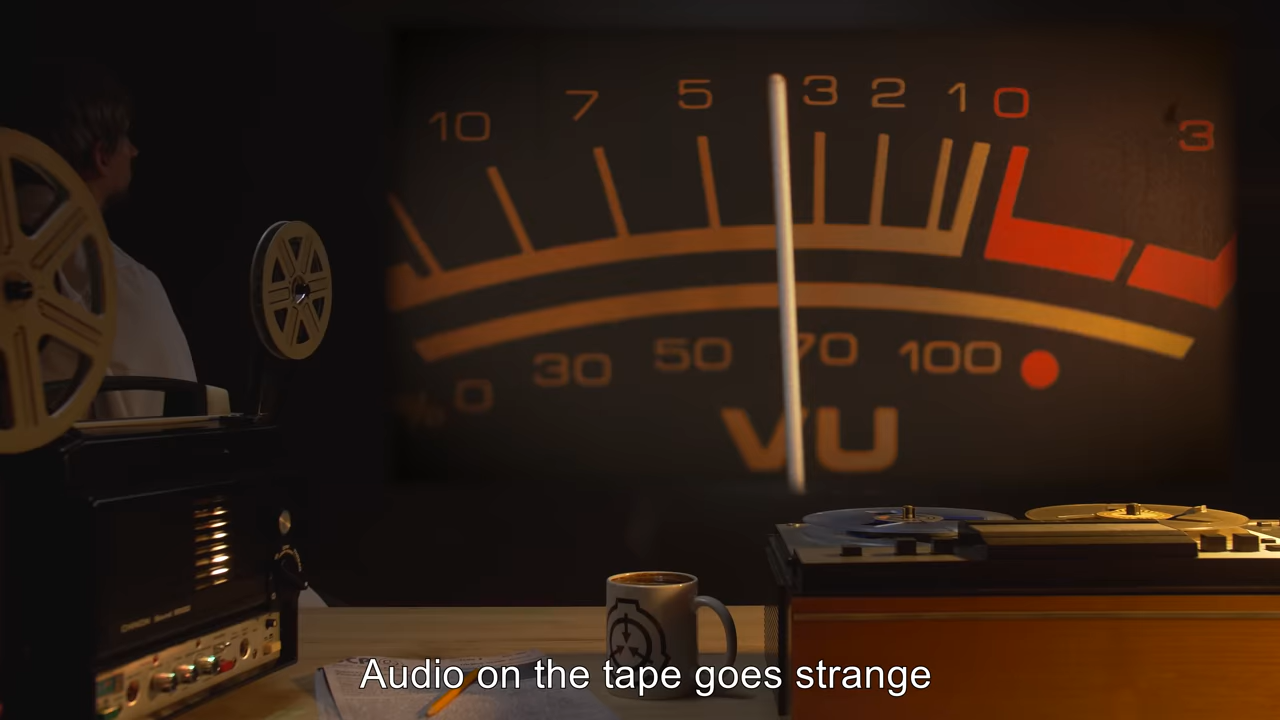 10 7 5 3 2 1 0 3
0 30 50 70 100
VU
Audio on the tape goes strange